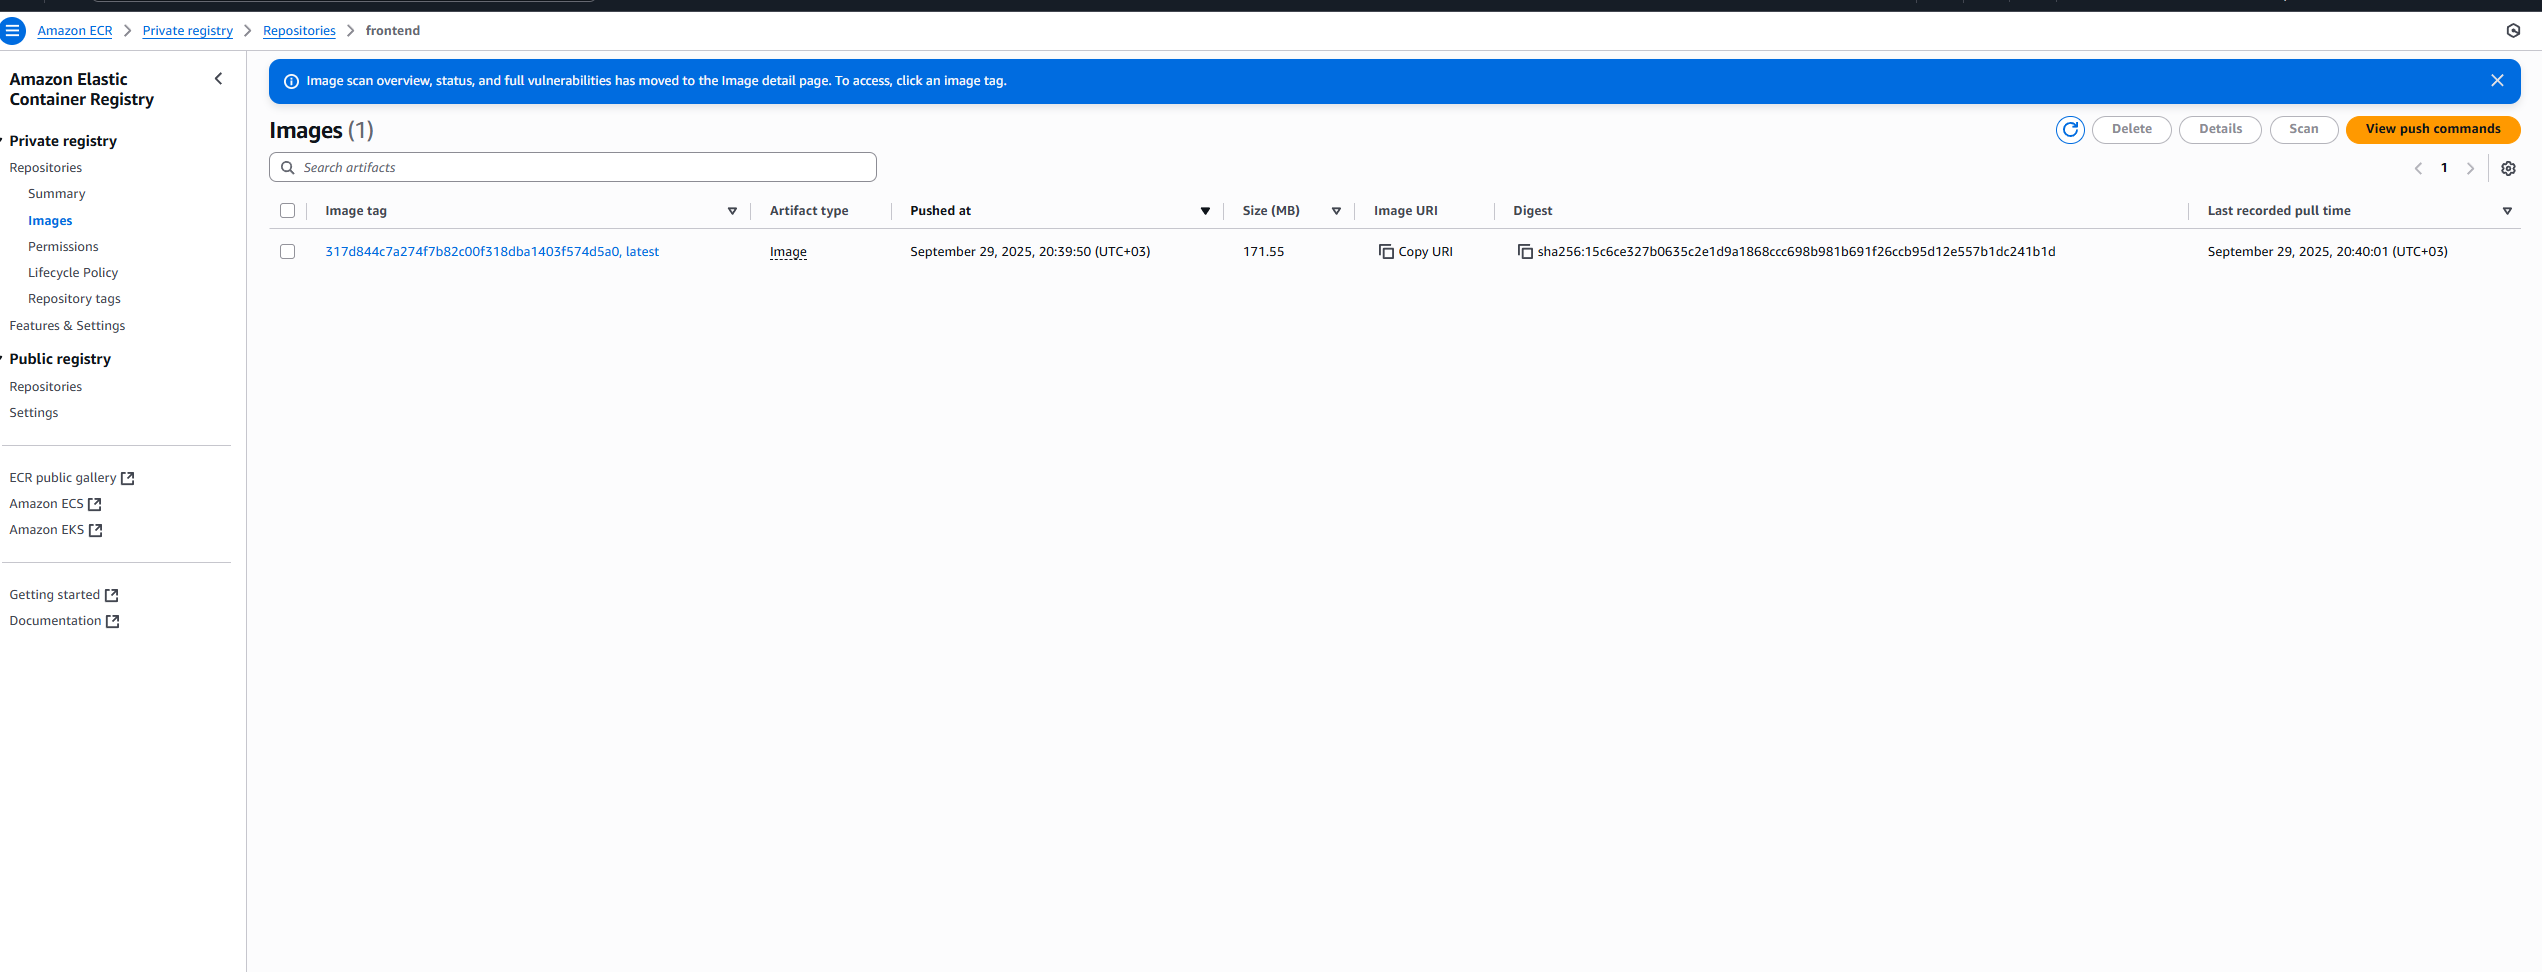 Amazon ECR > Private registry > Repositories > frontend
Amazon Elastic
Container Registry
Private registry
Repositories
Summary
Images
Permissions
Lifecycle Policy
Repository tags
Features & Settings
Public registry
Repositories
Settings
ECR public gallery
Amazon ECS
Amazon EKS
Getting started
Documentation
Image scan overview, status, and full vulnerabilities has moved to the Image detail page. To access, click an image tag.
Images (1)
Delete Details Scan View push commands
Search artifacts
1
Image tag Artifact type Pushed at Size (MB) Image URI Digest Last recorded pull time
317d844c7a274f7b82c00f318dba1403f574d5a0, latest Image September 29, 2025, 20:39:50 (UTC+03) 171.55 Copy URI sha256:15c6ce327b0635c2e1d9a1868ccc698b981b691f26ccb95d12e557b1dc241b1d September 29, 2025, 20:40:01 (UTC+03)